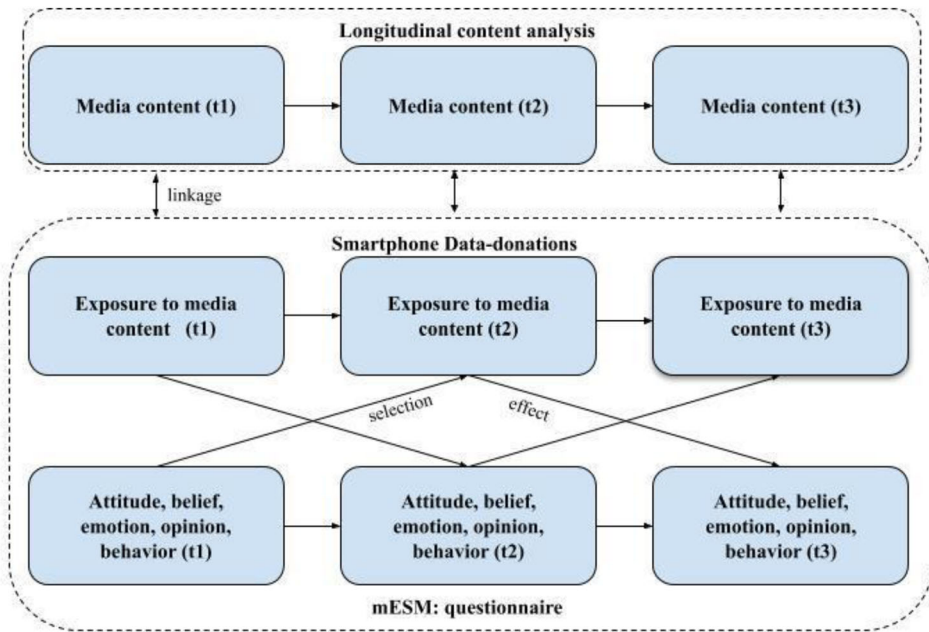 Longitudinal content analysis
Media content (t1)
Media content (t2)
Media content (t3)
linkage
Smartphone Data-donations
Exposure to media
content (t1)
Exposure to media
content (t2)
Exposure to media
content (t3)
selection
effect
Attitude, belief,
emotion, opinion,
behavior (t1)
Attitude, belief,
emotion, opinion,
behavior (t2)
Attitude, belief,
emotion, opinion,
behavior (t3)
mESM: questionnaire